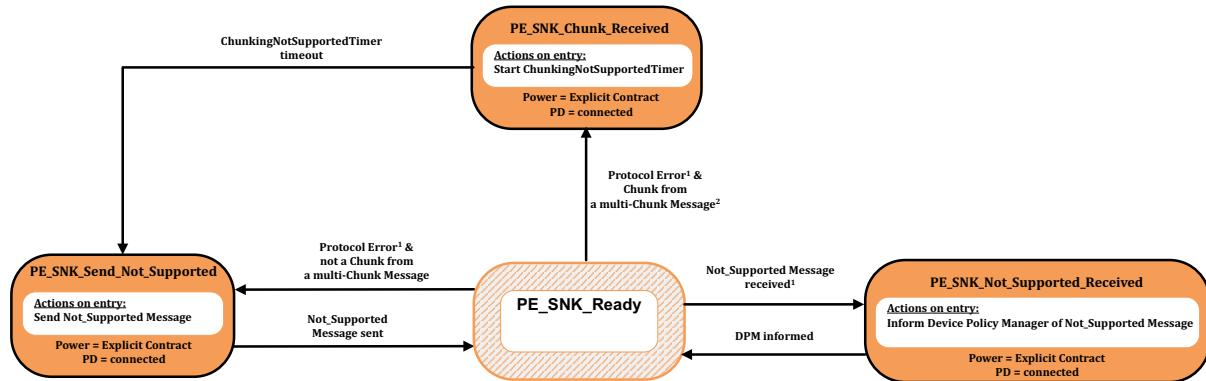 PE_SNK_Chunk_Received
Actions on entry:
Start ChunkingNotSupportedTimer
Power = Explicit Contract
PD = connected
ChunkingNotSupportedTimer
timeout
Protocol Error¹ &
Chunk from
a multi-Chunk Message²
PE_SNK_Send_Not_Supported
Actions on entry:
Send Not_Supported Message
Power = Explicit Contract
PD = connected
Protocol Error¹ &
not a Chunk from
a multi-Chunk Message
Not_Supported
Message sent
PE_SNK_Ready
Not_Supported Message
received¹
DPM informed
PE_SNK_Not_Supported_Received
Actions on entry:
Inform Device Policy Manager of Not_Supported Message
Power = Explicit Contract
PD = connected